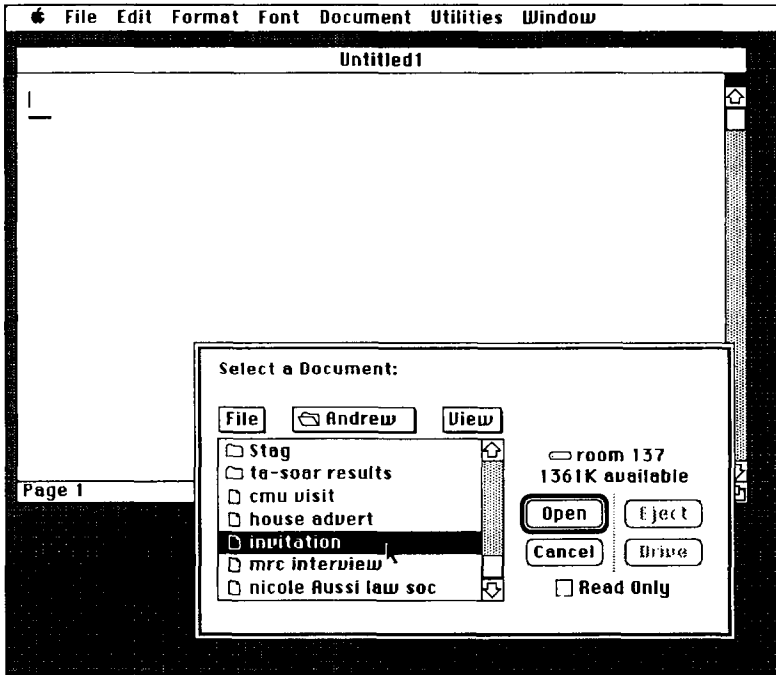 File Edit Format Font Document Utilities Window
Untitled1
Select a Document:
File Andrew View
Stag
ta-soar results
cmu visit
house advert
invitation
mrc interview
nicole Aussi law soc
room 137
1361K available
Open Eject
Cancel Drive
Read Only
Page 1